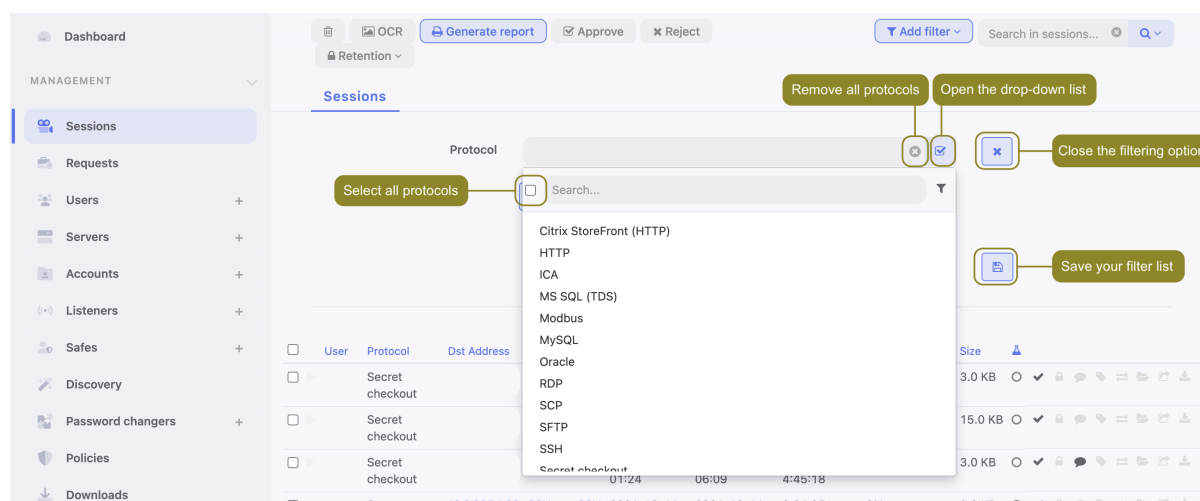 Dashboard
MANAGEMENT
Sessions
Requests
Users
Servers
Accounts
Listeners
Safes
Discovery
Password changers
Policies
Downloads
OCR
Generate report
Approve
Reject
Add filter
Search in sessions...
Retention
Sessions
Remove all protocols
Open the drop-down list
Protocol
Close the filtering option
Select all protocols
Search...
Citrix StoreFront (HTTP)
HTTP
ICA
MS SQL (TDS)
Modbus
MySQL
Oracle
RDP
SCP
SFTP
SSH
Secret checkout
Save your filter list
User Protocol Dst Address Size
Secret 3.0 KB
checkout
Secret 15.0 KB
checkout
Secret 3.0 KB
checkout 01:24 06:09 4:45:18